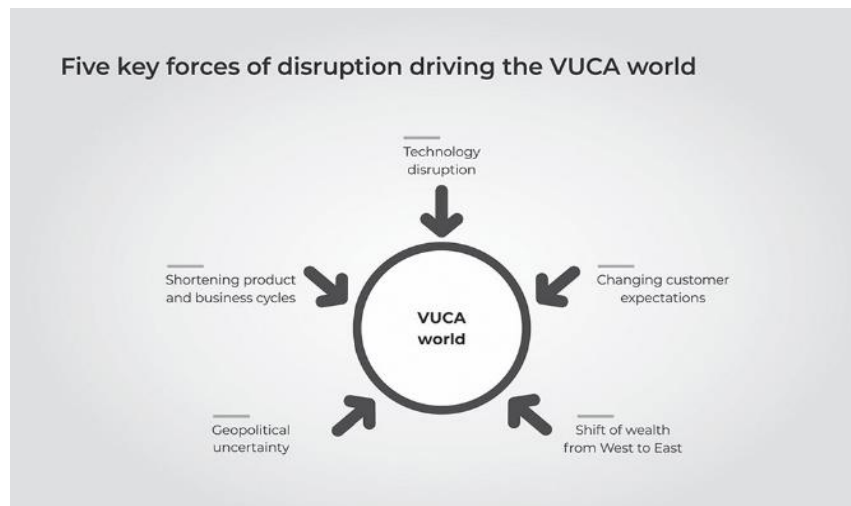 Five key forces of disruption driving the VUCA world
Technology
disruption
Shortening product
and business cycles
Changing customer
expectations
VUCA
world
Geopolitical
uncertainty
Shift of wealth
from West to East